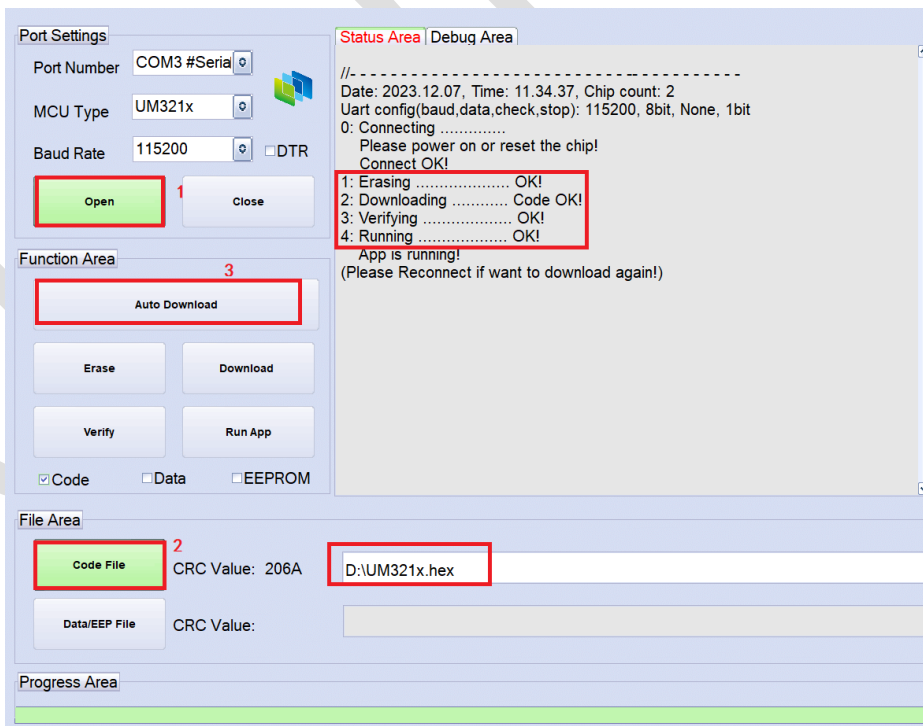 Port Settings
Port Number COM3 #Serial
MCU Type UM321x
Baud Rate 115200 DTR
Open 1 Close
Function Area
3
Auto Download
Erase Download
Verify Run App
Code Data EEPROM
Status Area Debug Area
//- - - - - - - - - - - - - - - - - - - - - - - - - - - -- - - - - - - - - - -
Date: 2023.12.07, Time: 11.34.37, Chip count: 2
Uart config(baud,data,check,stop): 115200, 8bit, None, 1bit
0: Connecting ..............
Please power on or reset the chip!
Connect OK!
1: Erasing .................... OK!
2: Downloading ............ Code OK!
3: Verifying ................... OK!
4: Running ................... OK!
App is running!
(Please Reconnect if want to download again!)
File Area
2
Code File CRC Value: 206A D:\UM321x.hex
Data/EEP File CRC Value:
Progress Area